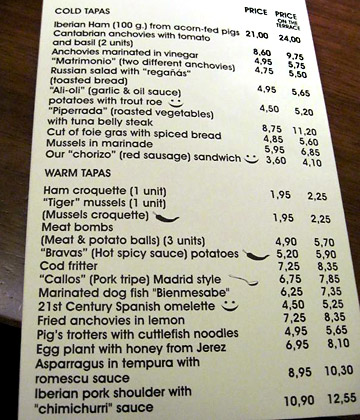 COLD TAPAS PRICE PRICE ON THE TERRACE
Iberian Ham (100 g.) from acorn-fed pigs 21,00 24,00
Cantabrian anchovies with tomato
and basil (2 units) 8,60 9,75
Anchovies marinated in vinegar 4,95 5,75
"Matrimonio" (two different anchovies) 4,75 5,50
Russian salad with "regañás"
(toasted bread) 4,95 5,65
"Ali-oli" (garlic & oil sauce)
potatoes with trout roe 4,50 5,20
"Piperrada" (roasted vegetables)
with tuna belly steak 8,75 11,20
Cut of foie gras with spiced bread 4,85 5,60
Mussels in marinade 5,95 6,85
Our "chorizo" (red sausage) sandwich 3,60 4,10
WARM TAPAS
Ham croquette (1 unit) 1,95 2,25
"Tiger" mussels (1 unit)
(Mussels croquette) 1,95 2,25
Meat bombs
(Meat & potato balls) (3 units) 4,90 5,70
"Bravas" (Hot spicy sauce) potatoes 5,20 5,90
Cod fritter 7,25 8,35
"Callos" (Pork tripe) Madrid style 6,75 7,85
Marinated dog fish "Bienmesabe" 6,25 7,35
21st Century Spanish omelette 4,50 5,25
Fried anchovies in lemon 7,25 8,35
Pig's trotters with cuttlefish noodles 4,95 5,65
Egg plant with honey from Jerez 6,95 8,10
Asparragus in tempura with
romescu sauce 8,95 10,30
Iberian pork shoulder with
"chimichurri" sauce 10,90 12,55